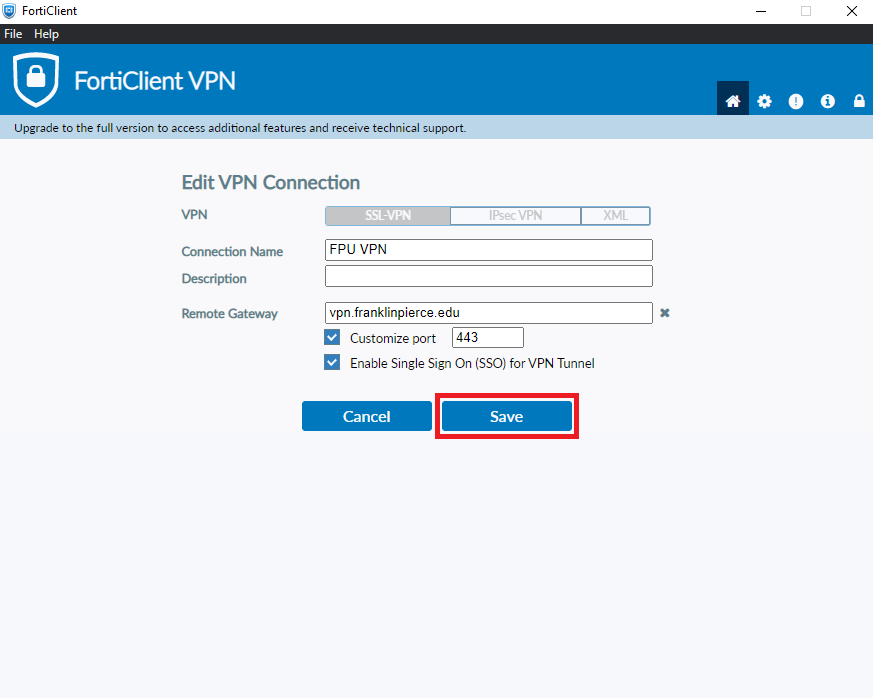 FortiClient
File Help
FortiClient VPN
Upgrade to the full version to access additional features and receive technical support.
Edit VPN Connection
VPN SSL-VPN IPsec VPN XML
Connection Name FPU VPN
Description
Remote Gateway vpn.franklinpierce.edu
Customize port 443
Enable Single Sign On (SSO) for VPN Tunnel
Cancel Save